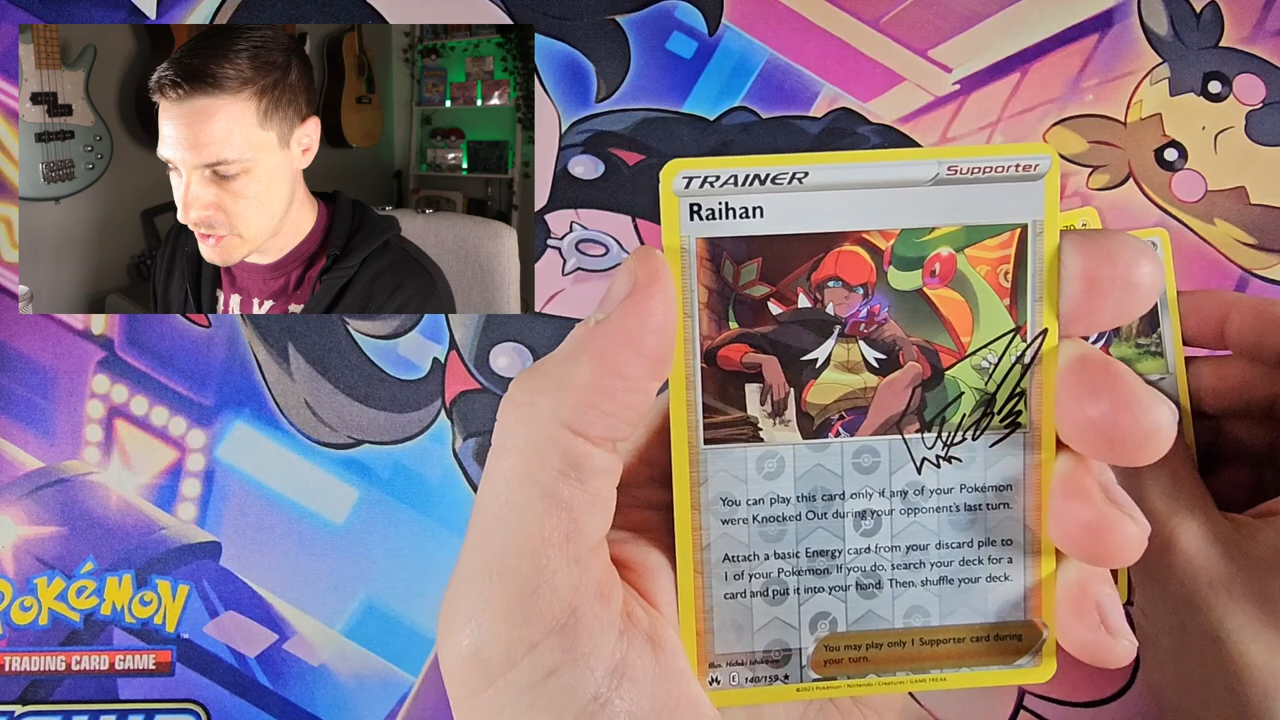 TRAINER
Supporter
Raihan
You can play this card only if any of your Pokémon
were Knocked Out during your opponent's last turn.
Attach a basic Energy card from your discard pile to
1 of your Pokémon. If you do, search your deck for a
card and put it into your hand. Then, shuffle your deck.
You may play only 1 Supporter card during
your turn.
Illus. Hideki Ishikawa
E 140/159 ★
©2023 Pokémon / Nintendo / Creatures / GAME FREAK
70
POKÉMON
TRADING CARD GAME